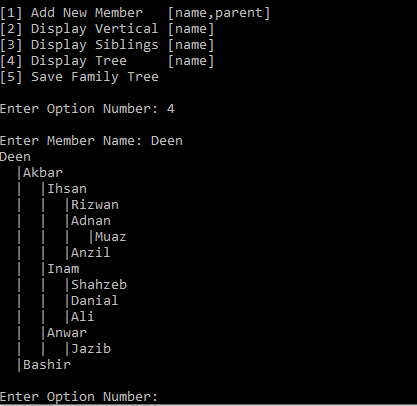 [1] Add New Member   [name,parent]
[2] Display Vertical [name]
[3] Display Siblings [name]
[4] Display Tree     [name]
[5] Save Family Tree
Enter Option Number: 4
Enter Member Name: Deen
Deen
  |Akbar
  |  |Ihsan
  |  |  |Rizwan
  |  |  |Adnan
  |  |  |  |Muaz
  |  |  |Anzil
  |  |Inam
  |  |  |Shahzeb
  |  |  |Danial
  |  |  |Ali
  |  |Anwar
  |  |  |Jazib
  |Bashir
Enter Option Number: